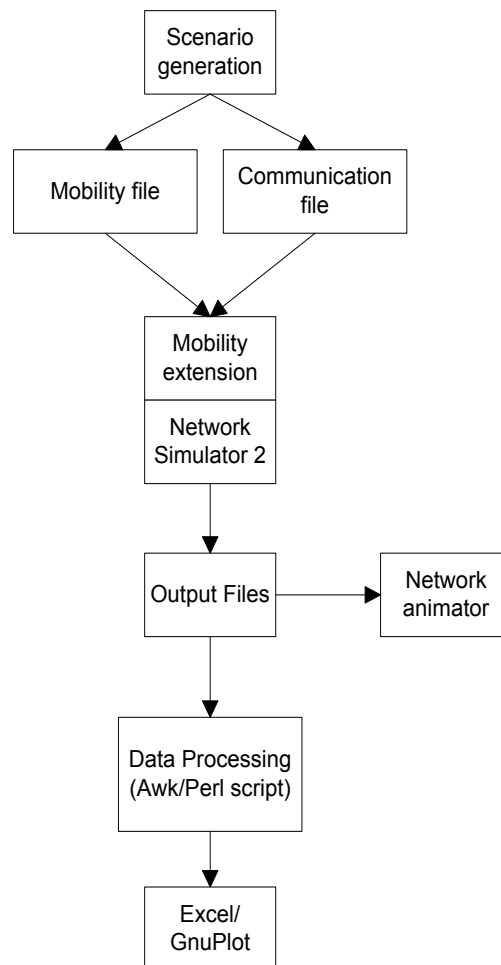 Scenario
generation
Mobility file
Communication
file
Mobility
extension
Network
Simulator 2
Output Files
Network
animator
Data Processing
(Awk/Perl script)
Excel/
GnuPlot